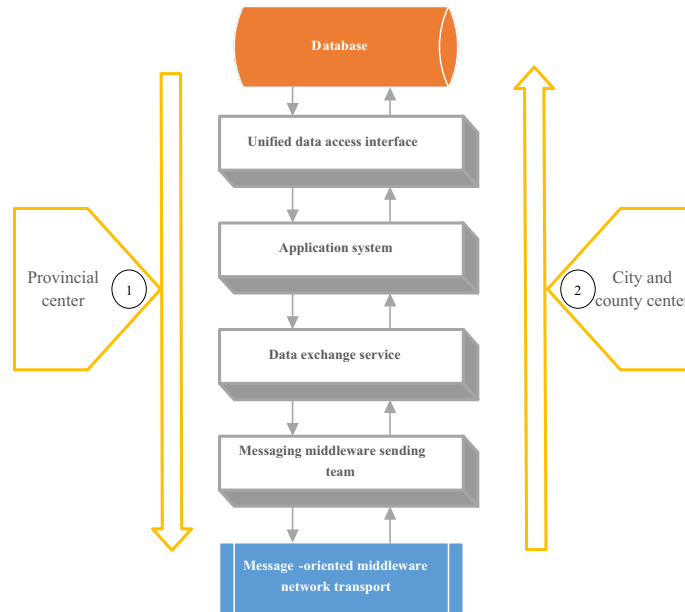 Database
Unified data access interface
Application system
Provincial
center
1
2
City and
county center
Data exchange service
Messaging middleware sending
team
Message -oriented middleware
network transport